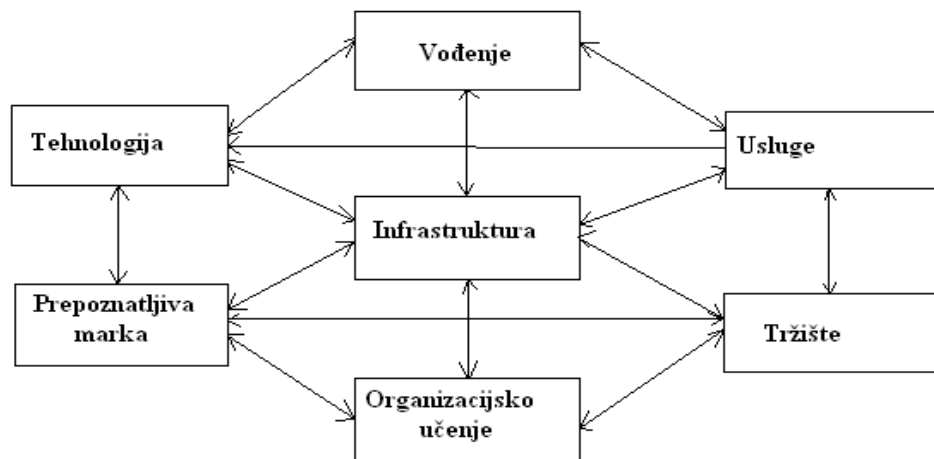 Vođenje
Tehnologija
Usluge
Infrastruktura
Prepoznatljiva
marka
Tržište
Organizacijsko
učenje